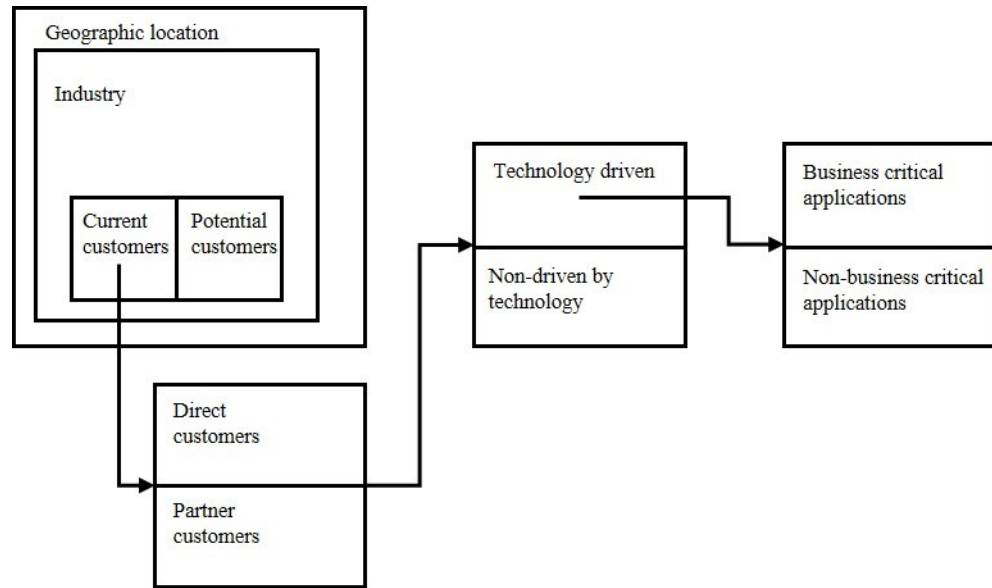 Geographic location
Industry
Current
customers
Potential
customers
Direct
customers
Partner
customers
Technology driven
Non-driven by
technology
Business critical
applications
Non-business critical
applications